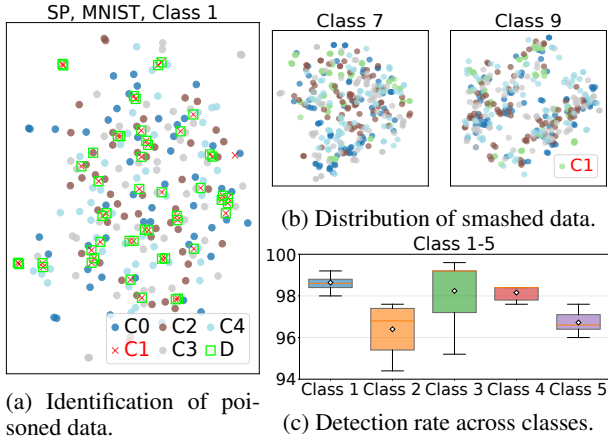 SP, MNIST, Class 1
C0 C2 C4
C1 C3 D
(a) Identification of poi-
soned data.
Class 7 Class 9
C1
(b) Distribution of smashed data.
Class 1-5
100
98
96
94
Class 1 Class 2 Class 3 Class 4 Class 5
(c) Detection rate across classes.